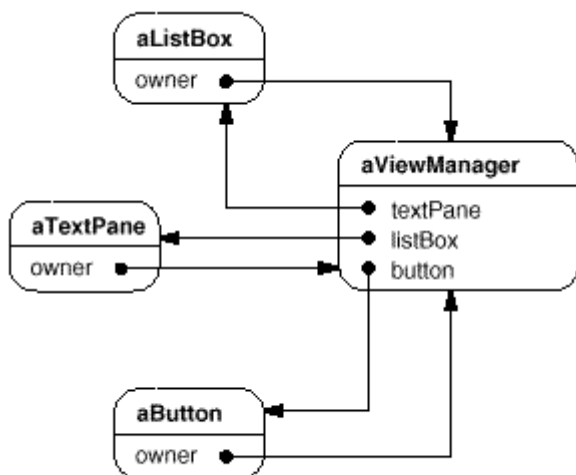 aListBox
owner
aViewManager
textPane
listBox
button
aTextPane
owner
aButton
owner